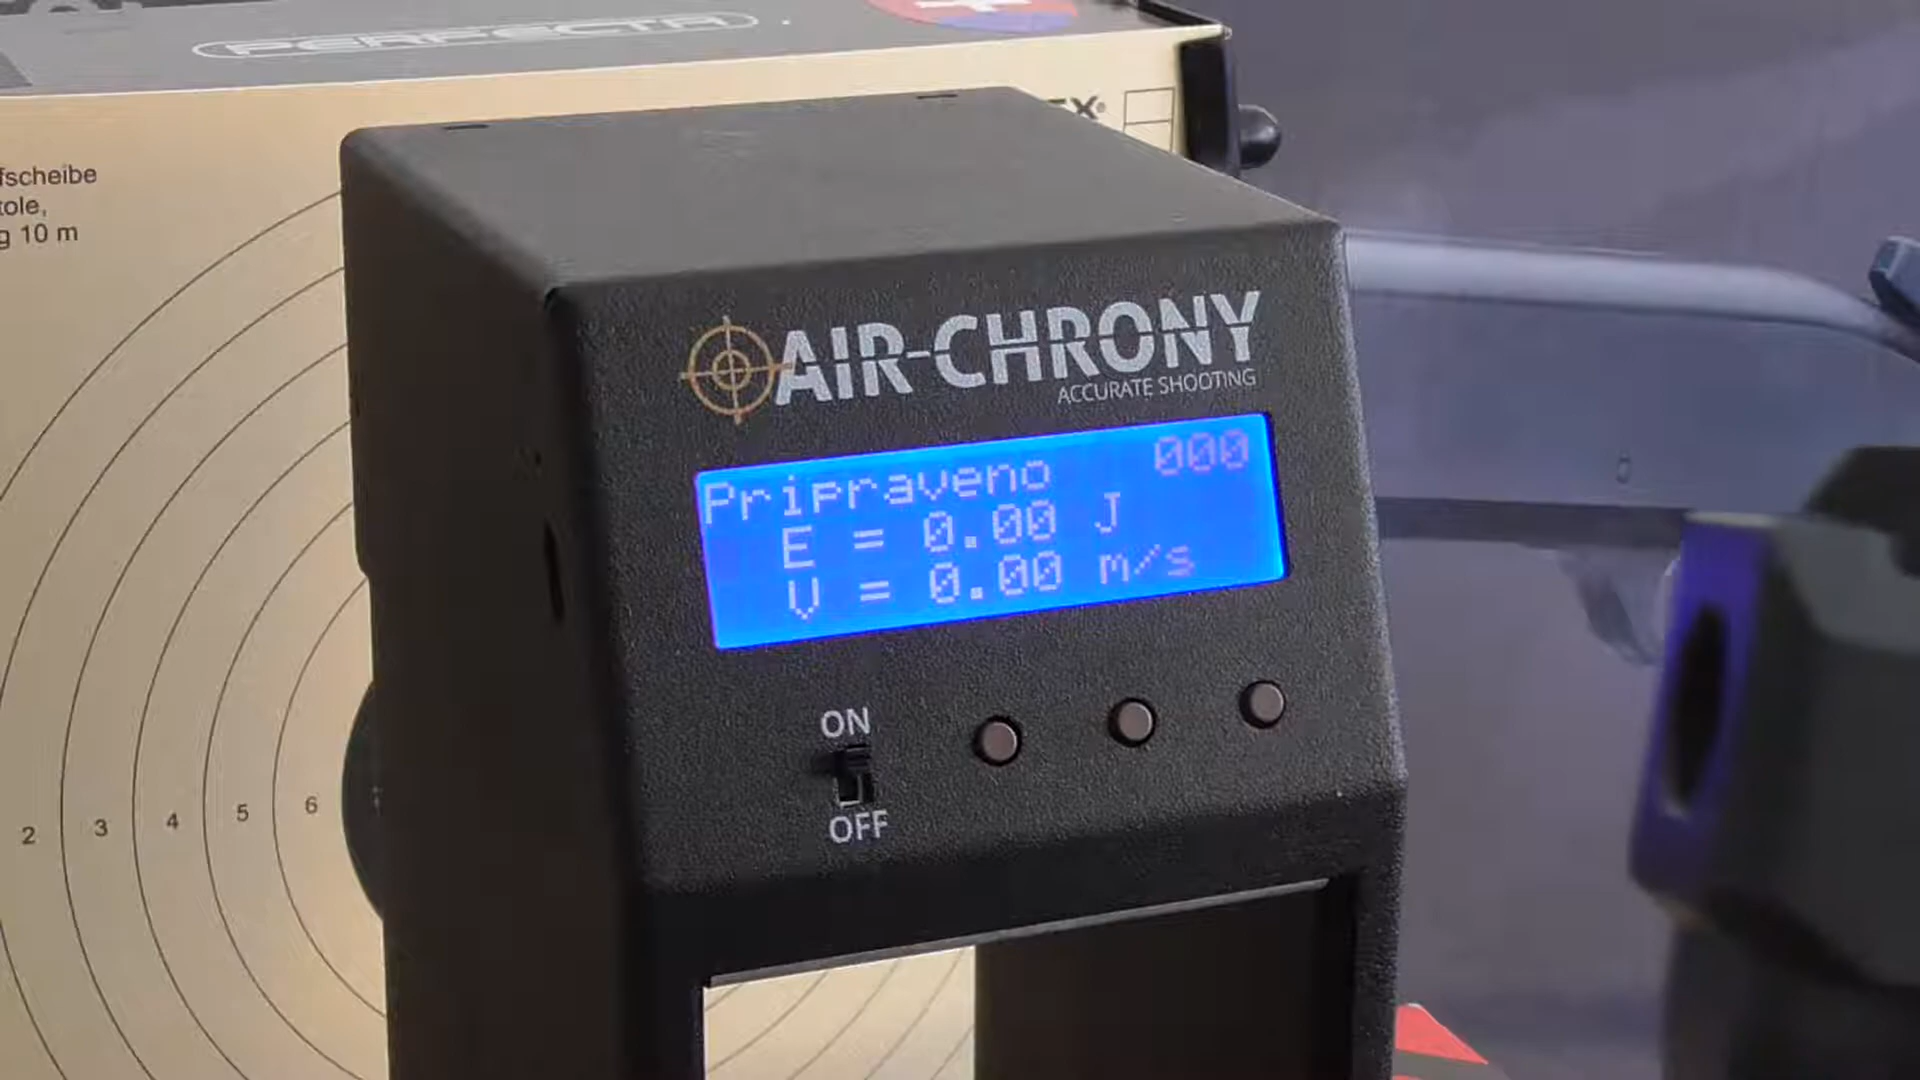 PERFECTA
fscheibe
tole,
g 10 m
AIR-CHRONY
ACCURATE SHOOTING
Pripraveno 000
E = 0.00 J
V = 0.00 m/s
ON
OFF
2 3 4 5 6